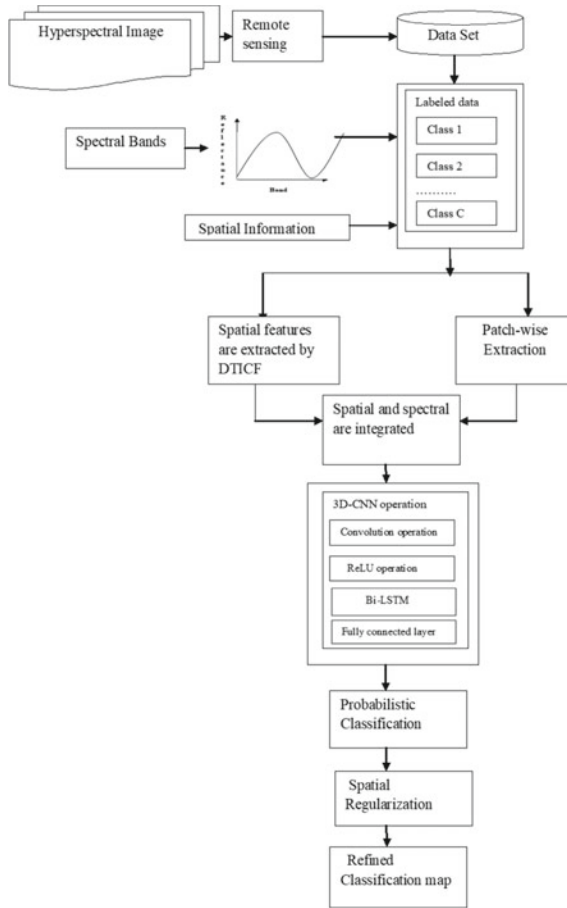 Hyperspectral Image
Remote
sensing
Data Set
Labeled data
Class 1
Class 2
..........
Class C
Spectral Bands
Reflectance
Band
Spatial Information
Spatial features
are extracted by
DTICF
Patch-wise
Extraction
Spatial and spectral
are integrated
3D-CNN operation
Convolution operation
ReLU operation
Bi-LSTM
Fully connected layer
Probabilistic
Classification
Spatial
Regularization
Refined
Classification map